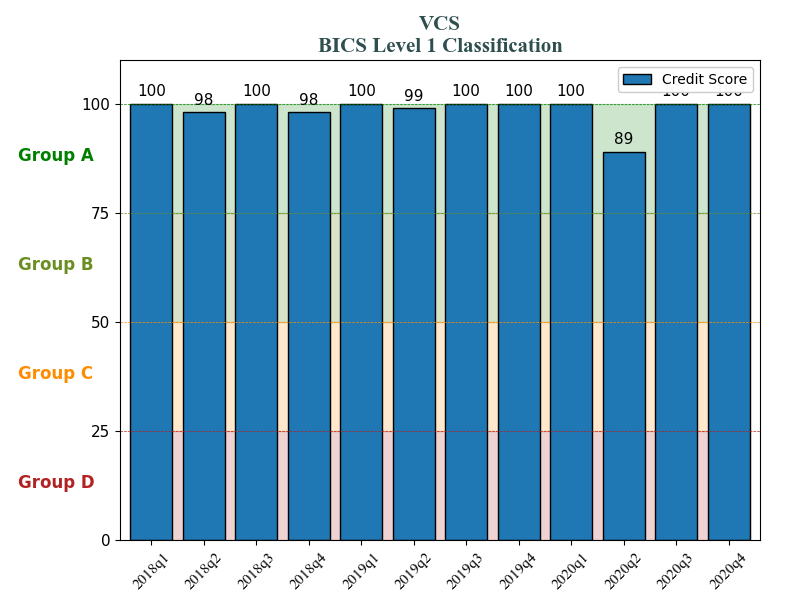 VCS
BICS Level 1 Classification
Credit Score
100 98 100 98 100 99 100 100 100 89 100 100
100
Group A
75
Group B
50
Group C
25
Group D
0
2018q1 2018q2 2018q3 2018q4 2019q1 2019q2 2019q3 2019q4 2020q1 2020q2 2020q3 2020q4